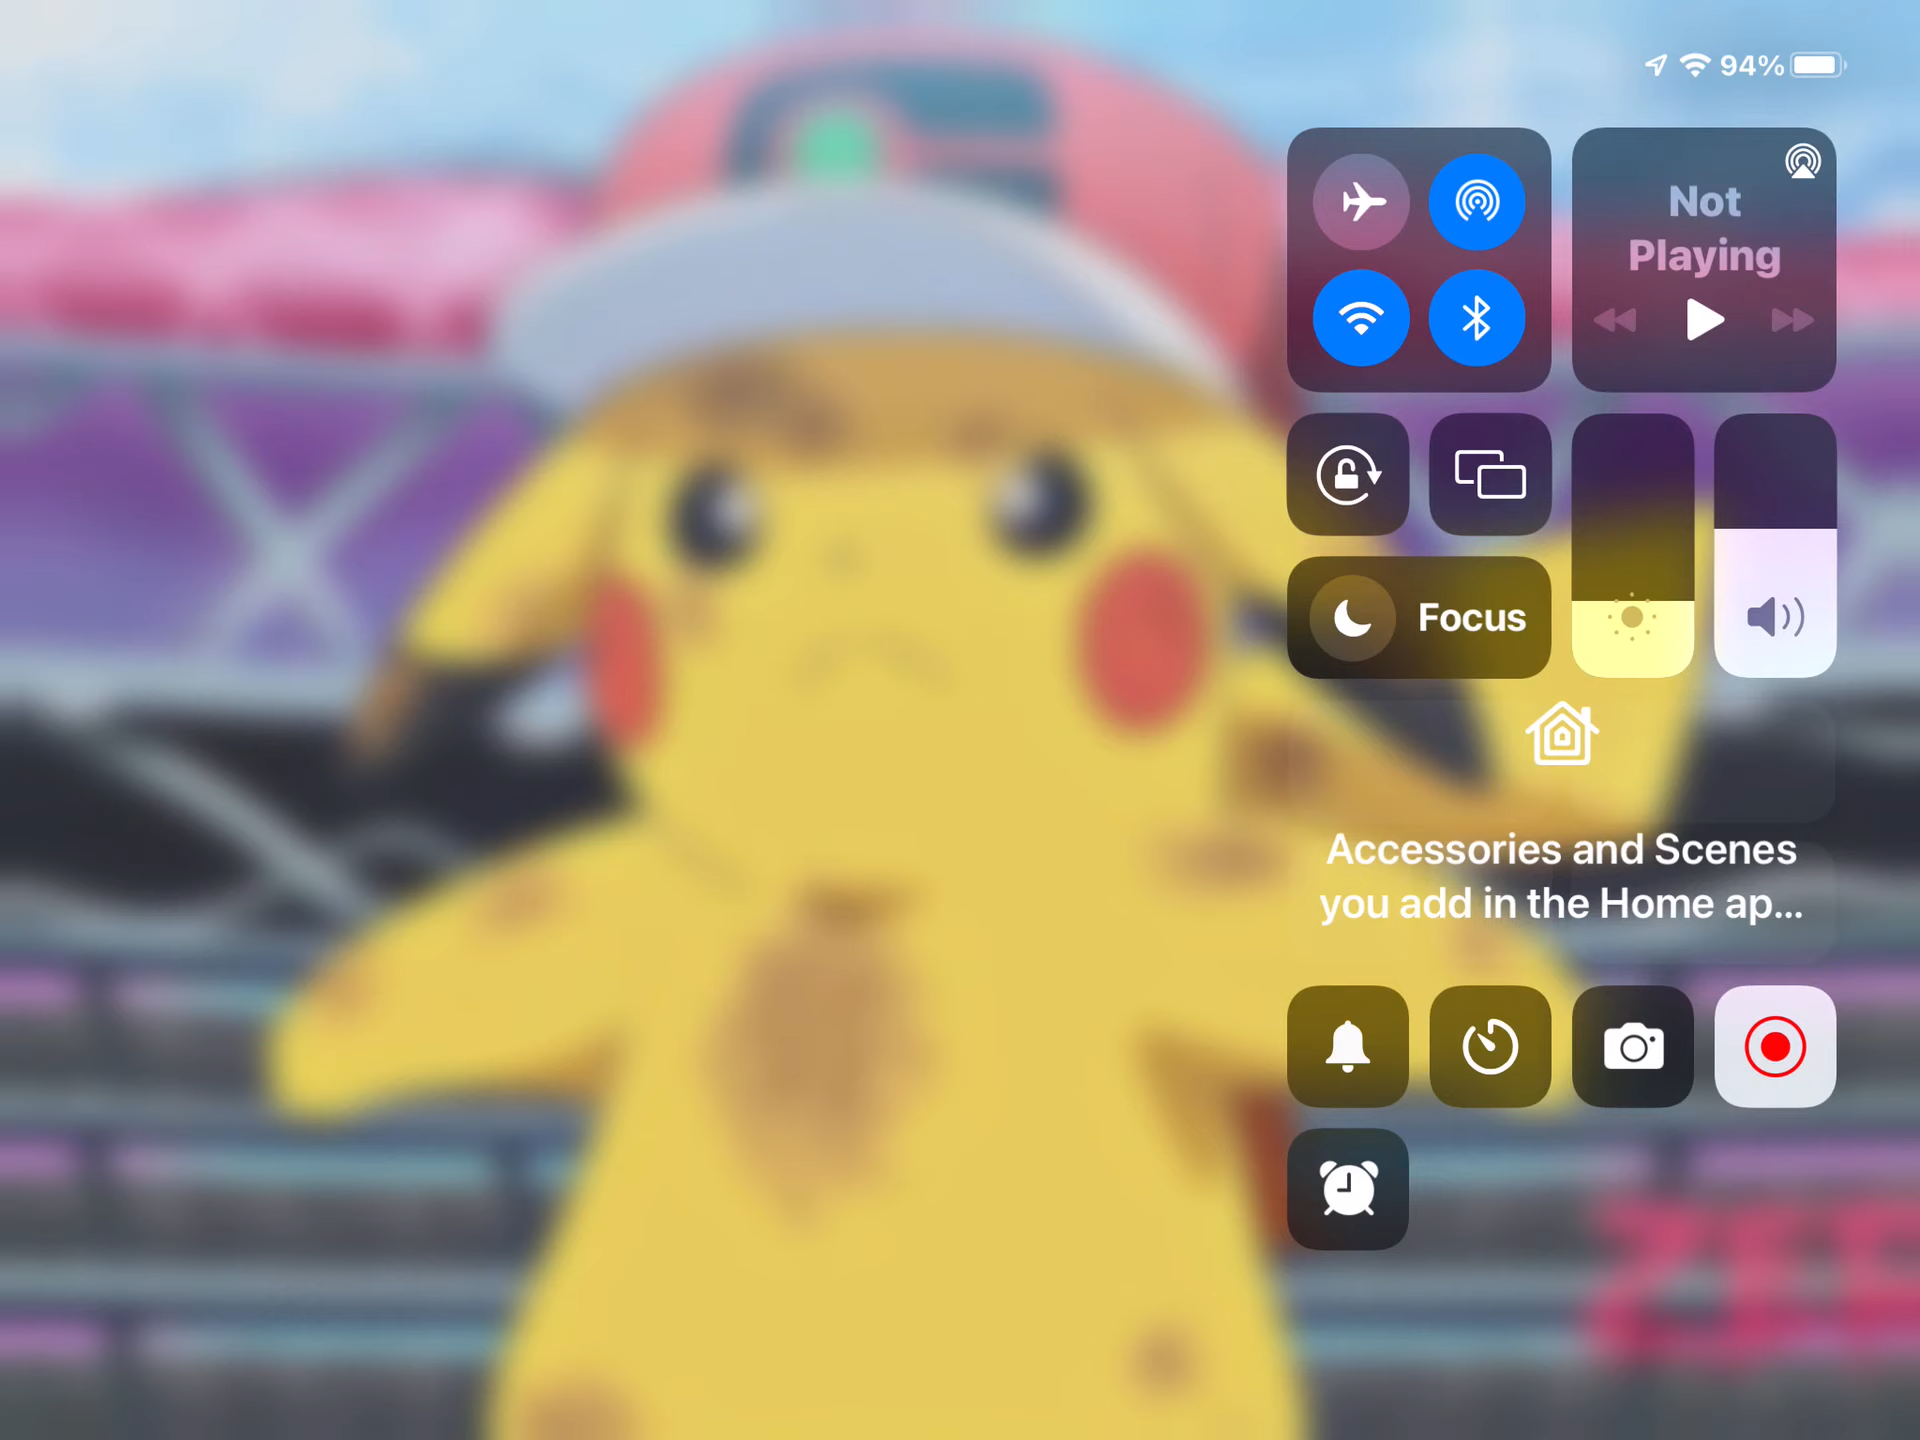 94%
Not
Playing
Focus
Accessories and Scenes
you add in the Home ap...